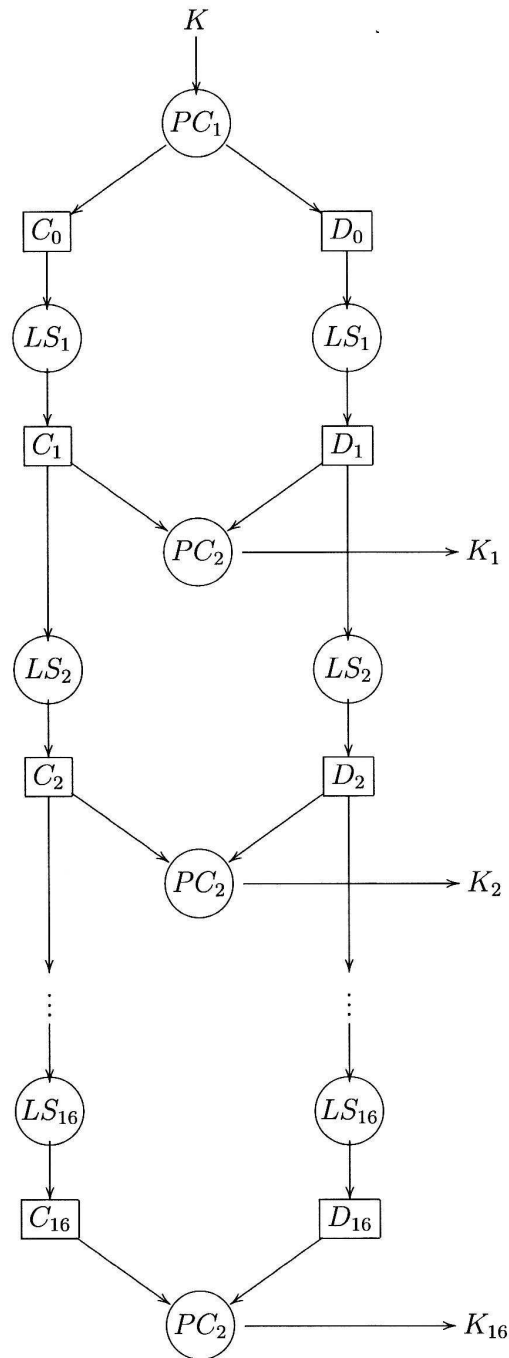 K
PC₁
C₀ D₀
LS₁ LS₁
C₁ D₁
PC₂ K₁
LS₂ LS₂
C₂ D₂
PC₂ K₂
⋮ ⋮
LS₁₆ LS₁₆
C₁₆ D₁₆
PC₂ K₁₆